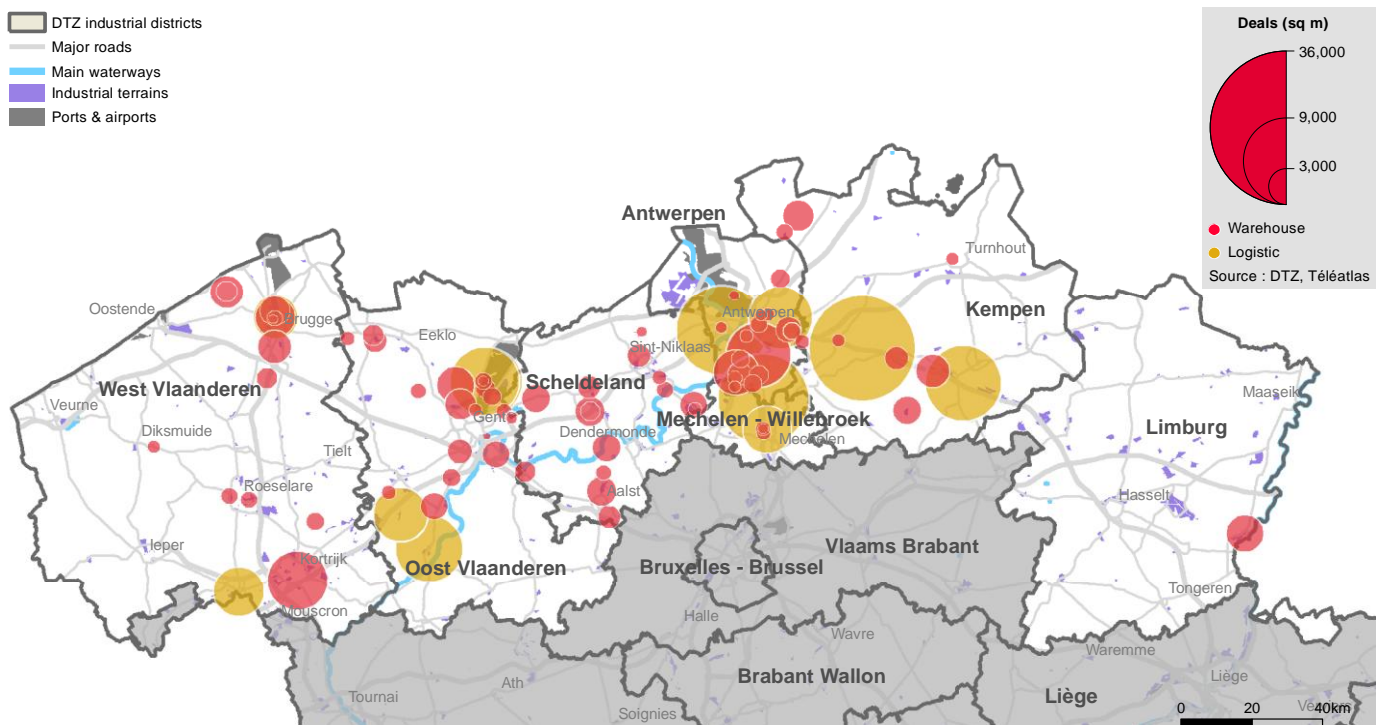 DTZ industrial districts
Major roads
Main waterways
Industrial terrains
Ports & airports
Deals (sq m)
36,000
9,000
3,000
Warehouse
Logistic
Source : DTZ, Téléatlas
Antwerpen
Turnhout
Kempen
Oostende
Brugge
Eeklo
Antwerpen
Sint-Niklaas
West Vlaanderen
Scheldeland
Maaseik
Veurne
Gent
Mechelen - Willebroek
Limburg
Diksmuide
Dendermonde
Mechelen
Tielt
Roeselare
Aalst
Hasselt
Ieper
Kortrijk
Oost Vlaanderen
Bruxelles - Brussel
Vlaams Brabant
Mouscron
Tongeren
Halle
Wavre
Waremme
Brabant Wallon
Tournai
Ath
Soignies
Liège
Liège
0 20 40km